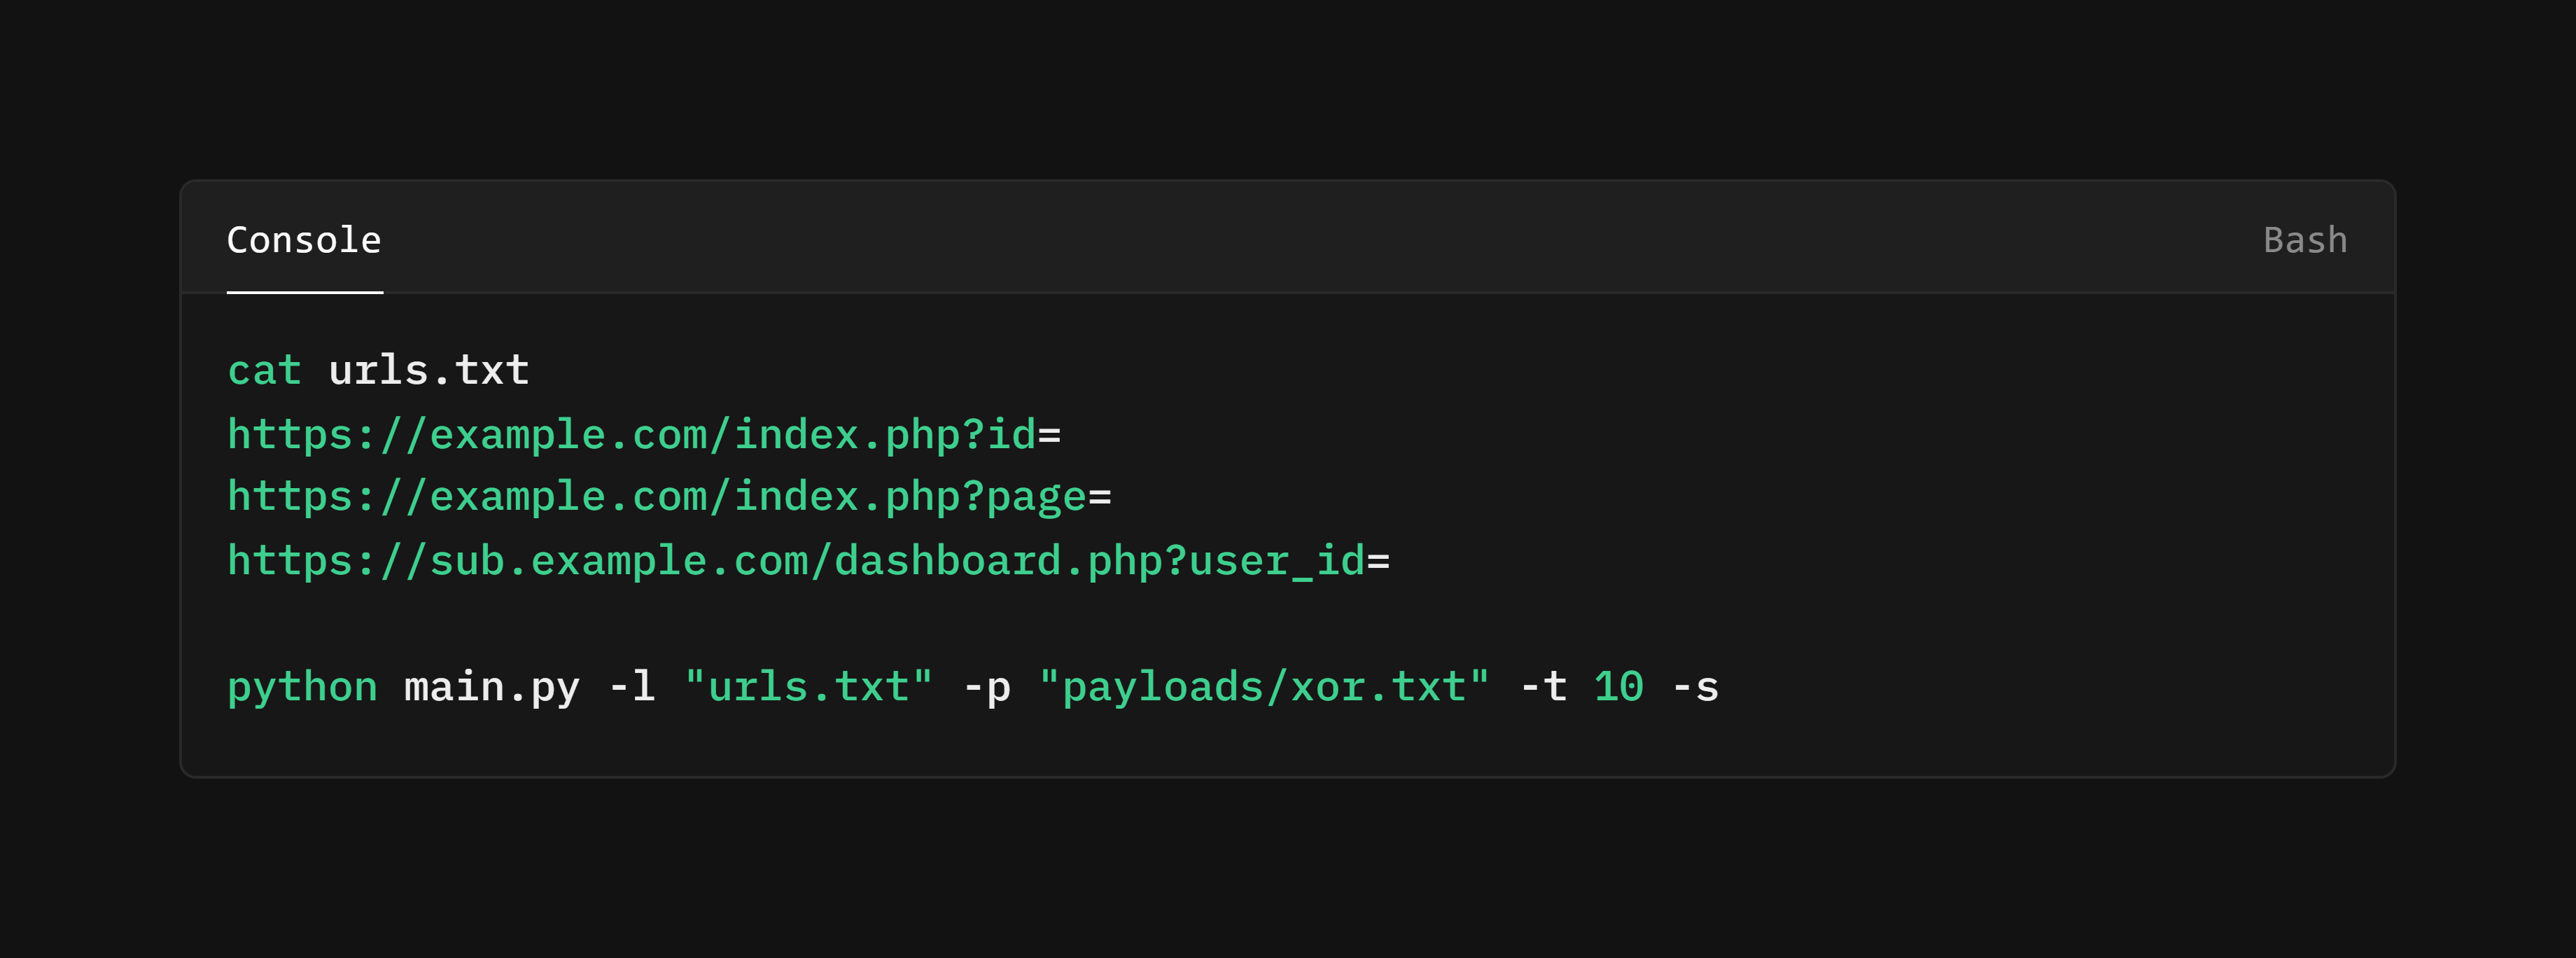 Console
Bash
cat urls.txt
https://example.com/index.php?id=
https://example.com/index.php?page=
https://sub.example.com/dashboard.php?user_id=
python main.py -l "urls.txt" -p "payloads/xor.txt" -t 10 -s